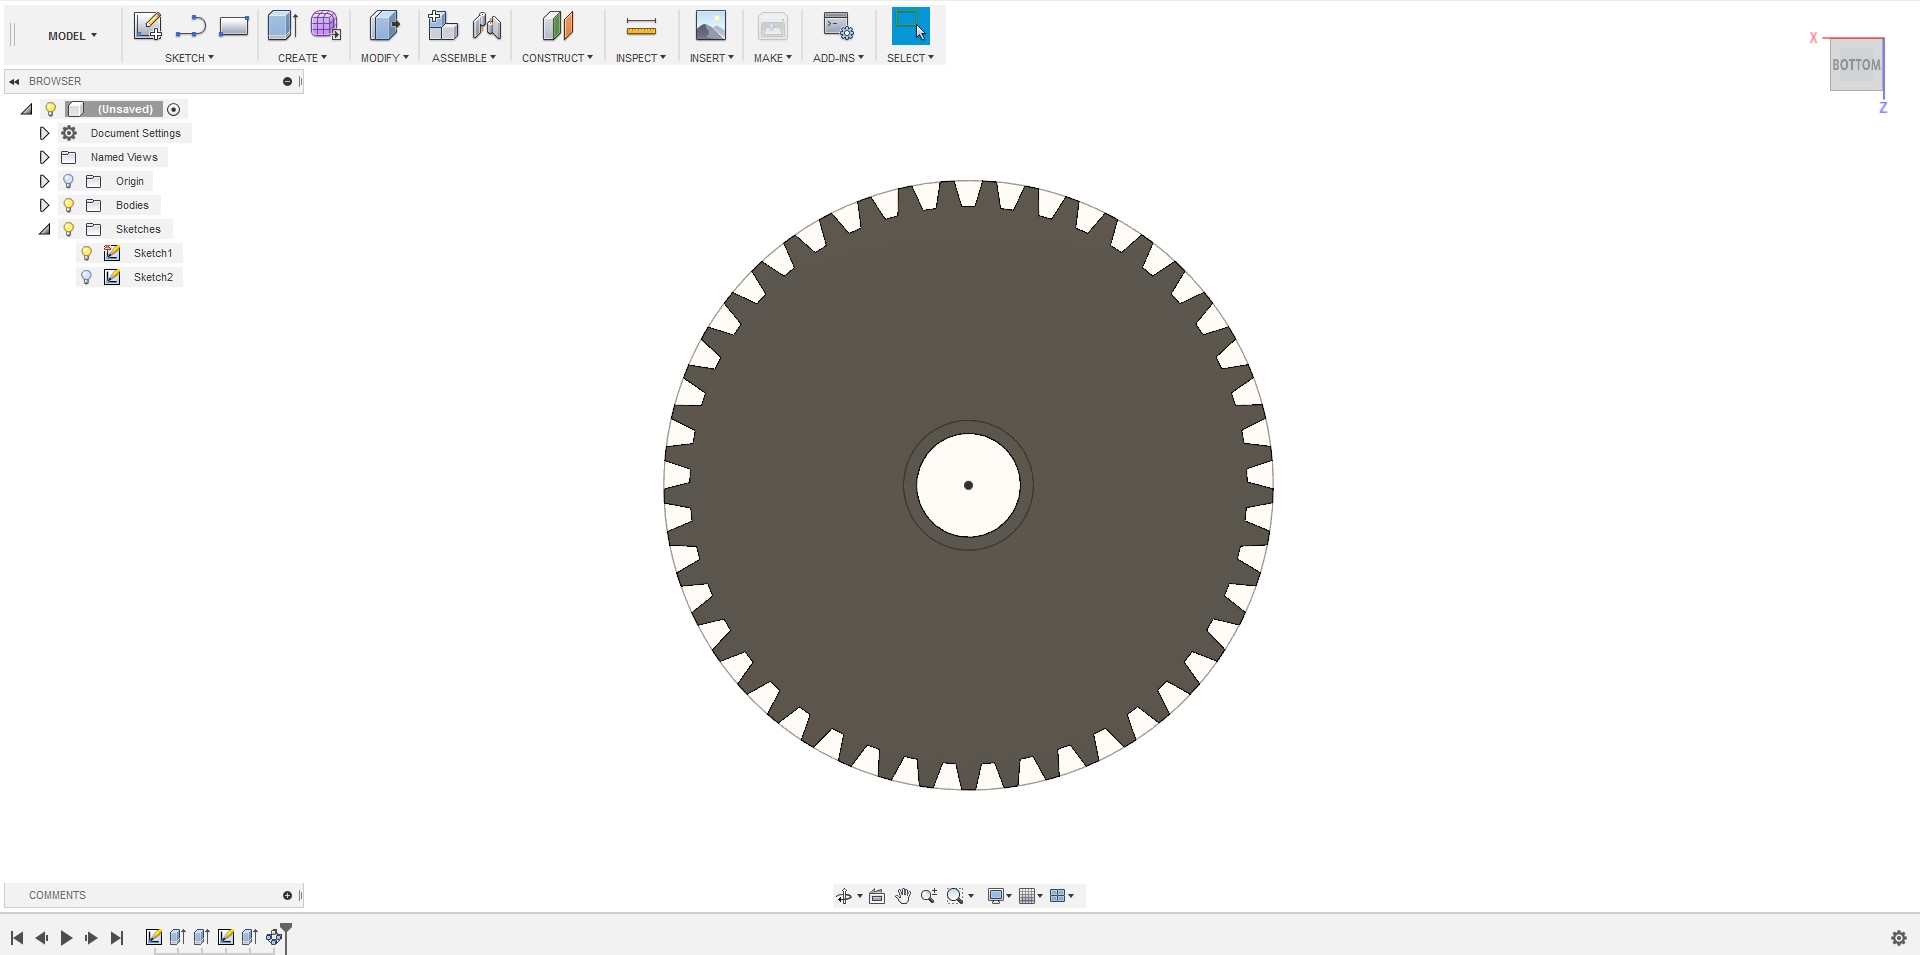 MODEL
SKETCH
CREATE
MODIFY
ASSEMBLE
CONSTRUCT
INSPECT
INSERT
MAKE
ADD-INS
SELECT
X
BOTTOM
Z
BROWSER
(Unsaved)
Document Settings
Named Views
Origin
Bodies
Sketches
Sketch1
Sketch2
COMMENTS